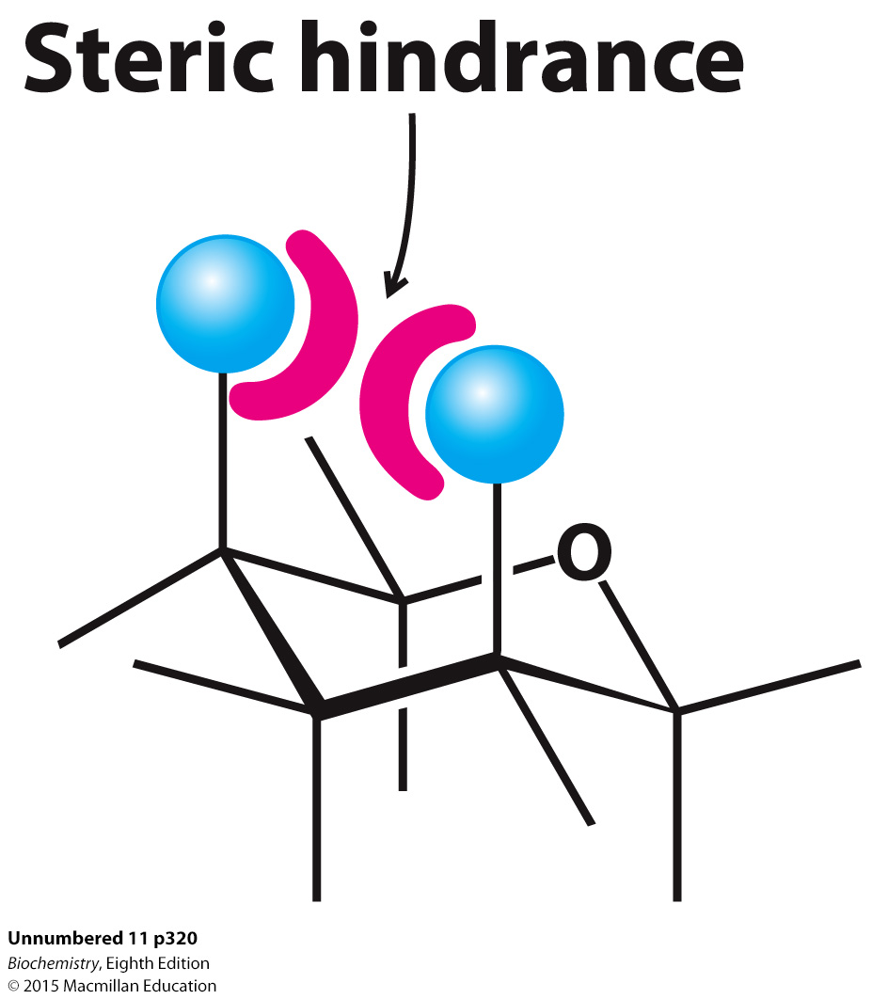 Steric hindrance
O
Unnumbered 11 p320
Biochemistry, Eighth Edition
© 2015 Macmillan Education